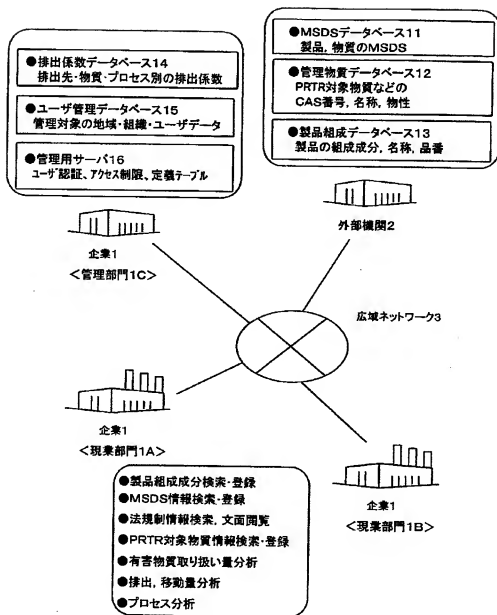 ●排出係数データベース14
排出先・物質・プロセス別の排出係数
●ユーザ管理データベース15
管理対象の地域・組織・ユーザデータ
●管理用サーバ16
ユーザ認証、アクセス制限、定義テーブル
●MSDSデータベース11
製品,物質のMSDS
●管理物質データベース12
PRTR対象物質などの
CAS番号,名称,物性
●製品組成データベース13
製品の組成成分,名称,品番
企業1
<管理部門1C>
外部機関2
広域ネットワーク3
企業1
<現業部門1A>
企業1
<現業部門1B>
●製品組成成分検索・登録
●MSDS情報検索・登録
●法規制情報検索,文面閲覧
●PRTR対象物質情報検索・登録
●有害物質取り扱い量分析
●排出,移動量分析
●プロセス分析